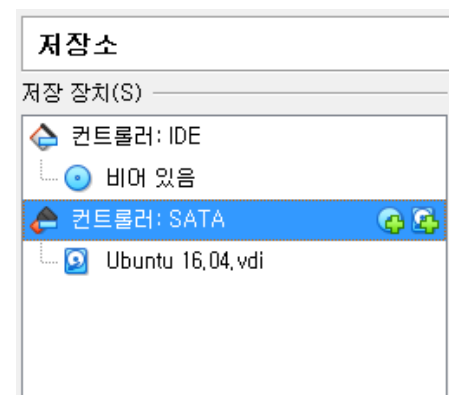 저장소
저장 장치(S)
컨트롤러: IDE
비어 있음
컨트롤러: SATA
Ubuntu 16,04,vdi